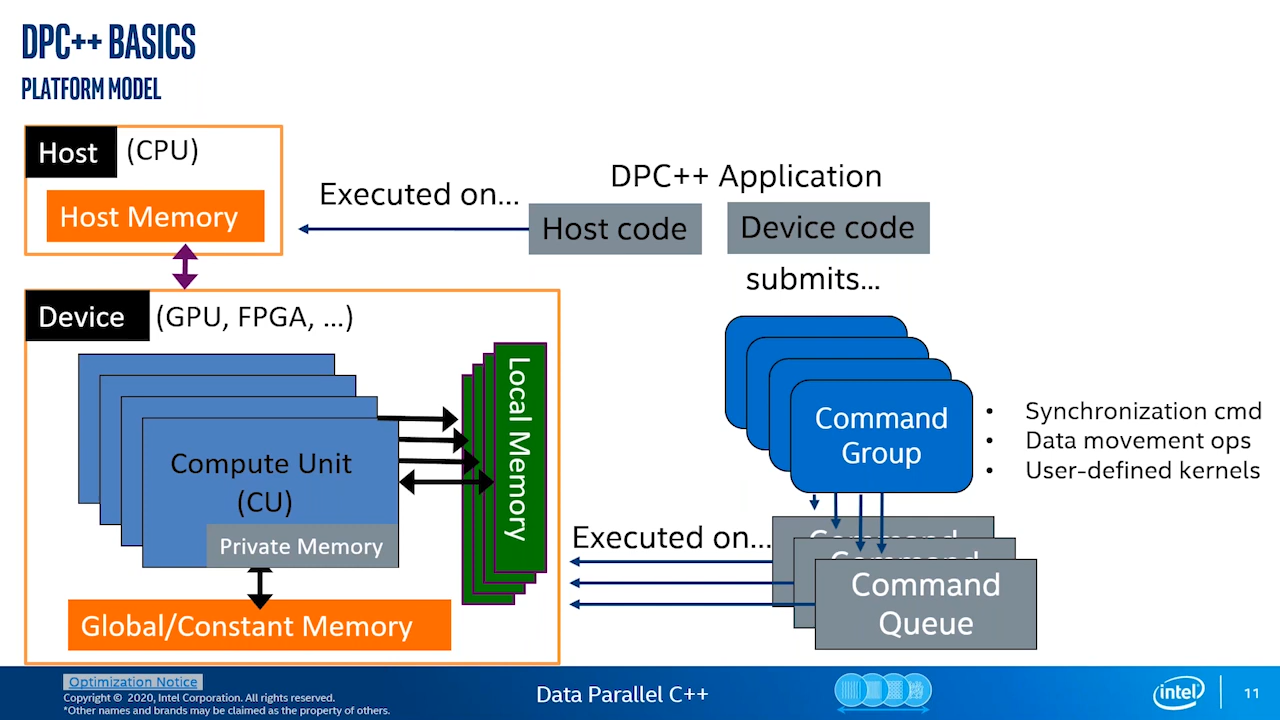 DPC++ BASICS
PLATFORM MODEL
Host (CPU)
Host Memory
Executed on...
DPC++ Application
Host code
Device code
submits...
Device (GPU, FPGA, ...)
Local Memory
Compute Unit
(CU)
Private Memory
Global/Constant Memory
Command
Group
• Synchronization cmd
• Data movement ops
• User-defined kernels
Executed on...
Command
Command
Command
Queue
Optimization Notice
Copyright © 2020, Intel Corporation. All rights reserved.
*Other names and brands may be claimed as the property of others.
Data Parallel C++
intel
11